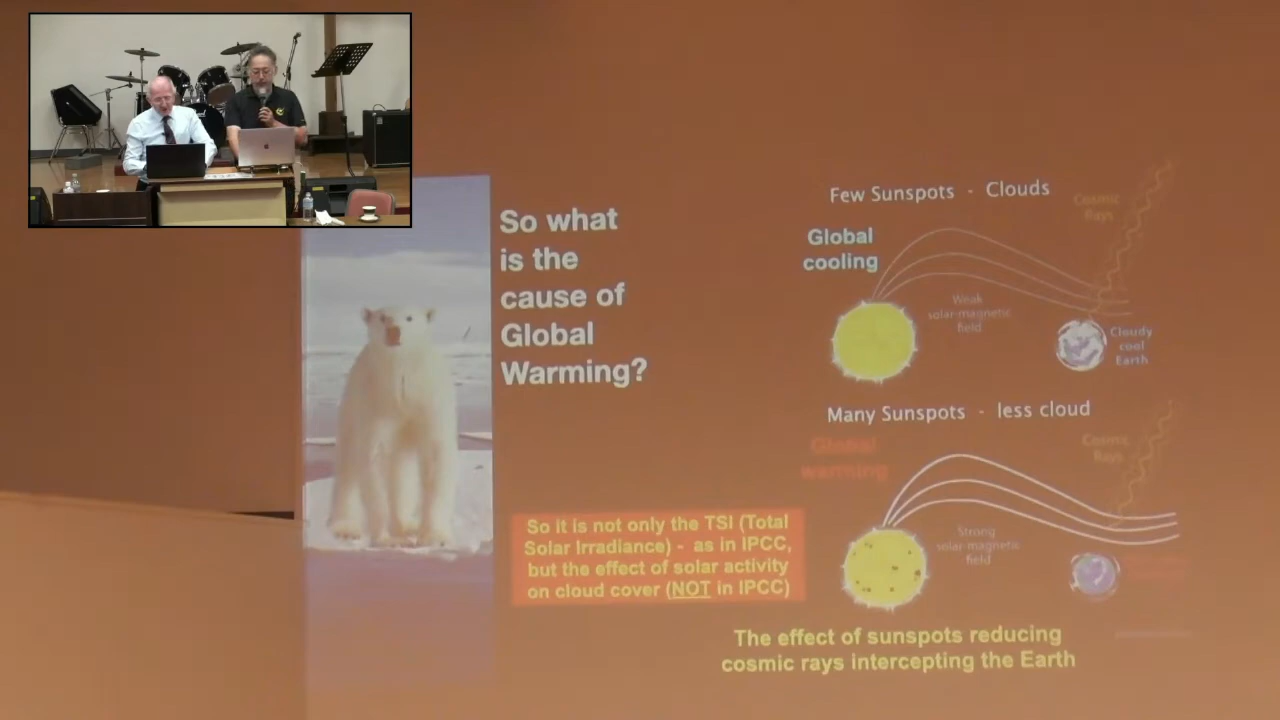 So what
is the
cause of
Global
Warming?
So it is not only the TSI (Total
Solar Irradiance) - as in IPCC,
but the effect of solar activity
on cloud cover (NOT in IPCC)
Few Sunspots - Clouds
Global
cooling
Cosmic
Rays
Weak
solar-magnetic
field
Cloudy
cool
Earth
Many Sunspots - less cloud
Global
warming
Cosmic
Rays
Strong
solar-magnetic
field
The effect of sunspots reducing
cosmic rays intercepting the Earth